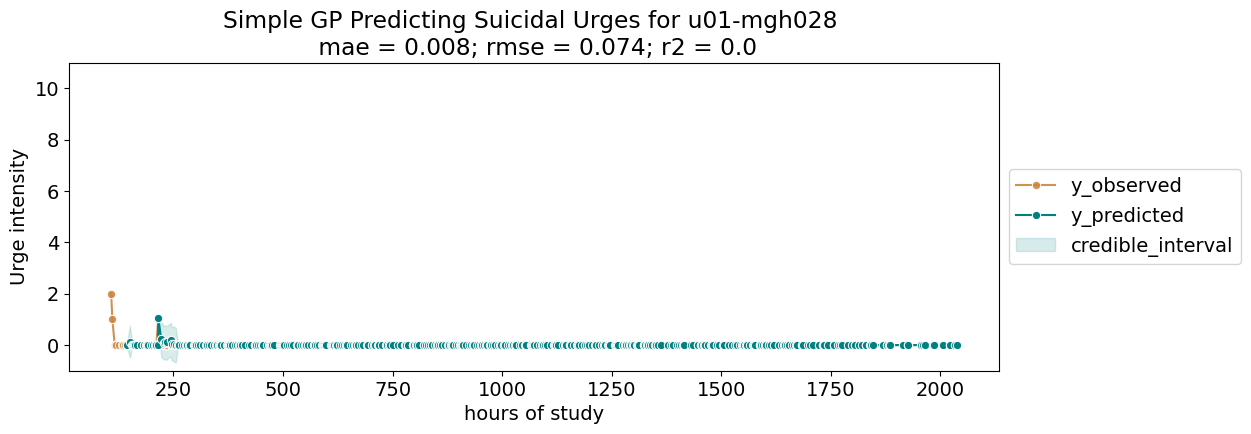 Simple GP Predicting Suicidal Urges for u01-mgh028
mae = 0.008; rmse = 0.074; r2 = 0.0
10
8
6
4
2
0
Urge intensity
250
500
750
1000
1250
1500
1750
2000
hours of study
y_observed
y_predicted
credible_interval